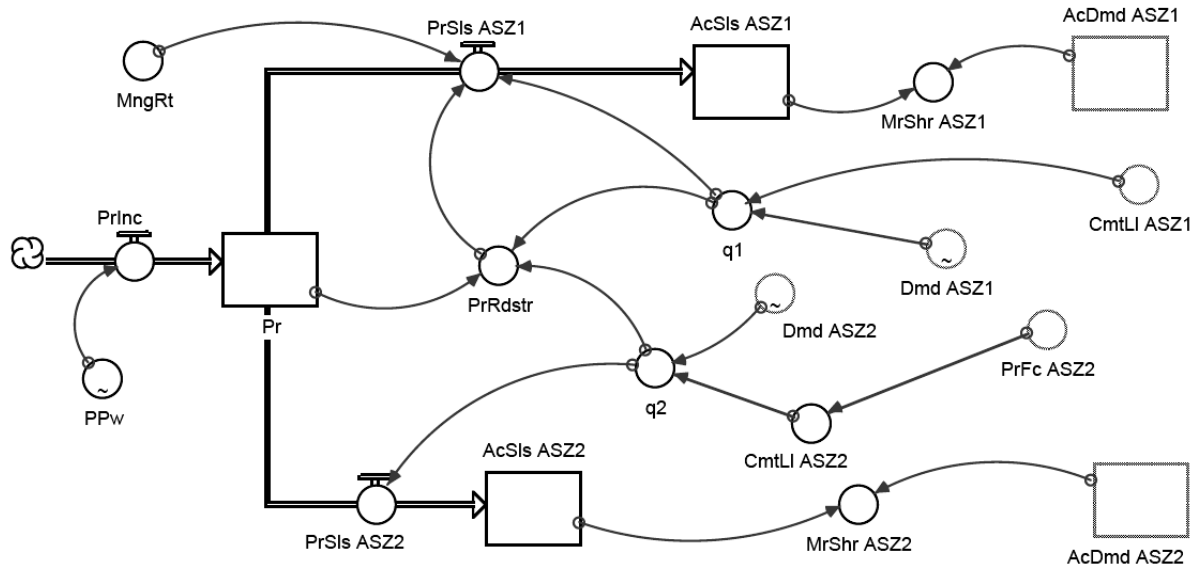 AcDmd ASZ1
PrSls ASZ1
AcSls ASZ1
MngRt
MrShr ASZ1
PrInc
q1
CmtLl ASZ1
Dmd ASZ1
PrRdstr
Pr
Dmd ASZ2
PrFc ASZ2
PPw
q2
AcSls ASZ2
CmtLl ASZ2
PrSls ASZ2
MrShr ASZ2
AcDmd ASZ2